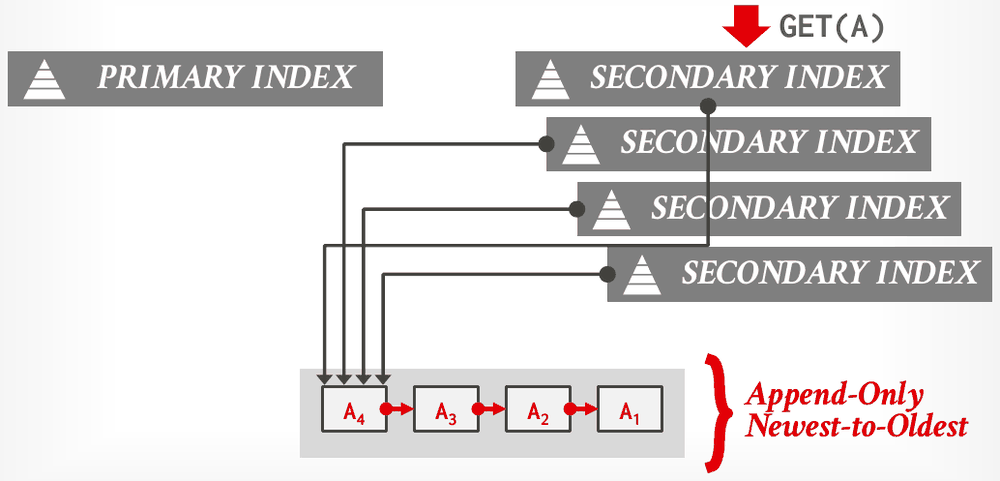 GET(A)
PRIMARY INDEX
SECONDARY INDEX
SECONDARY INDEX
SECONDARY INDEX
SECONDARY INDEX
A₄ A₃ A₂ A₁
Append-Only
Newest-to-Oldest